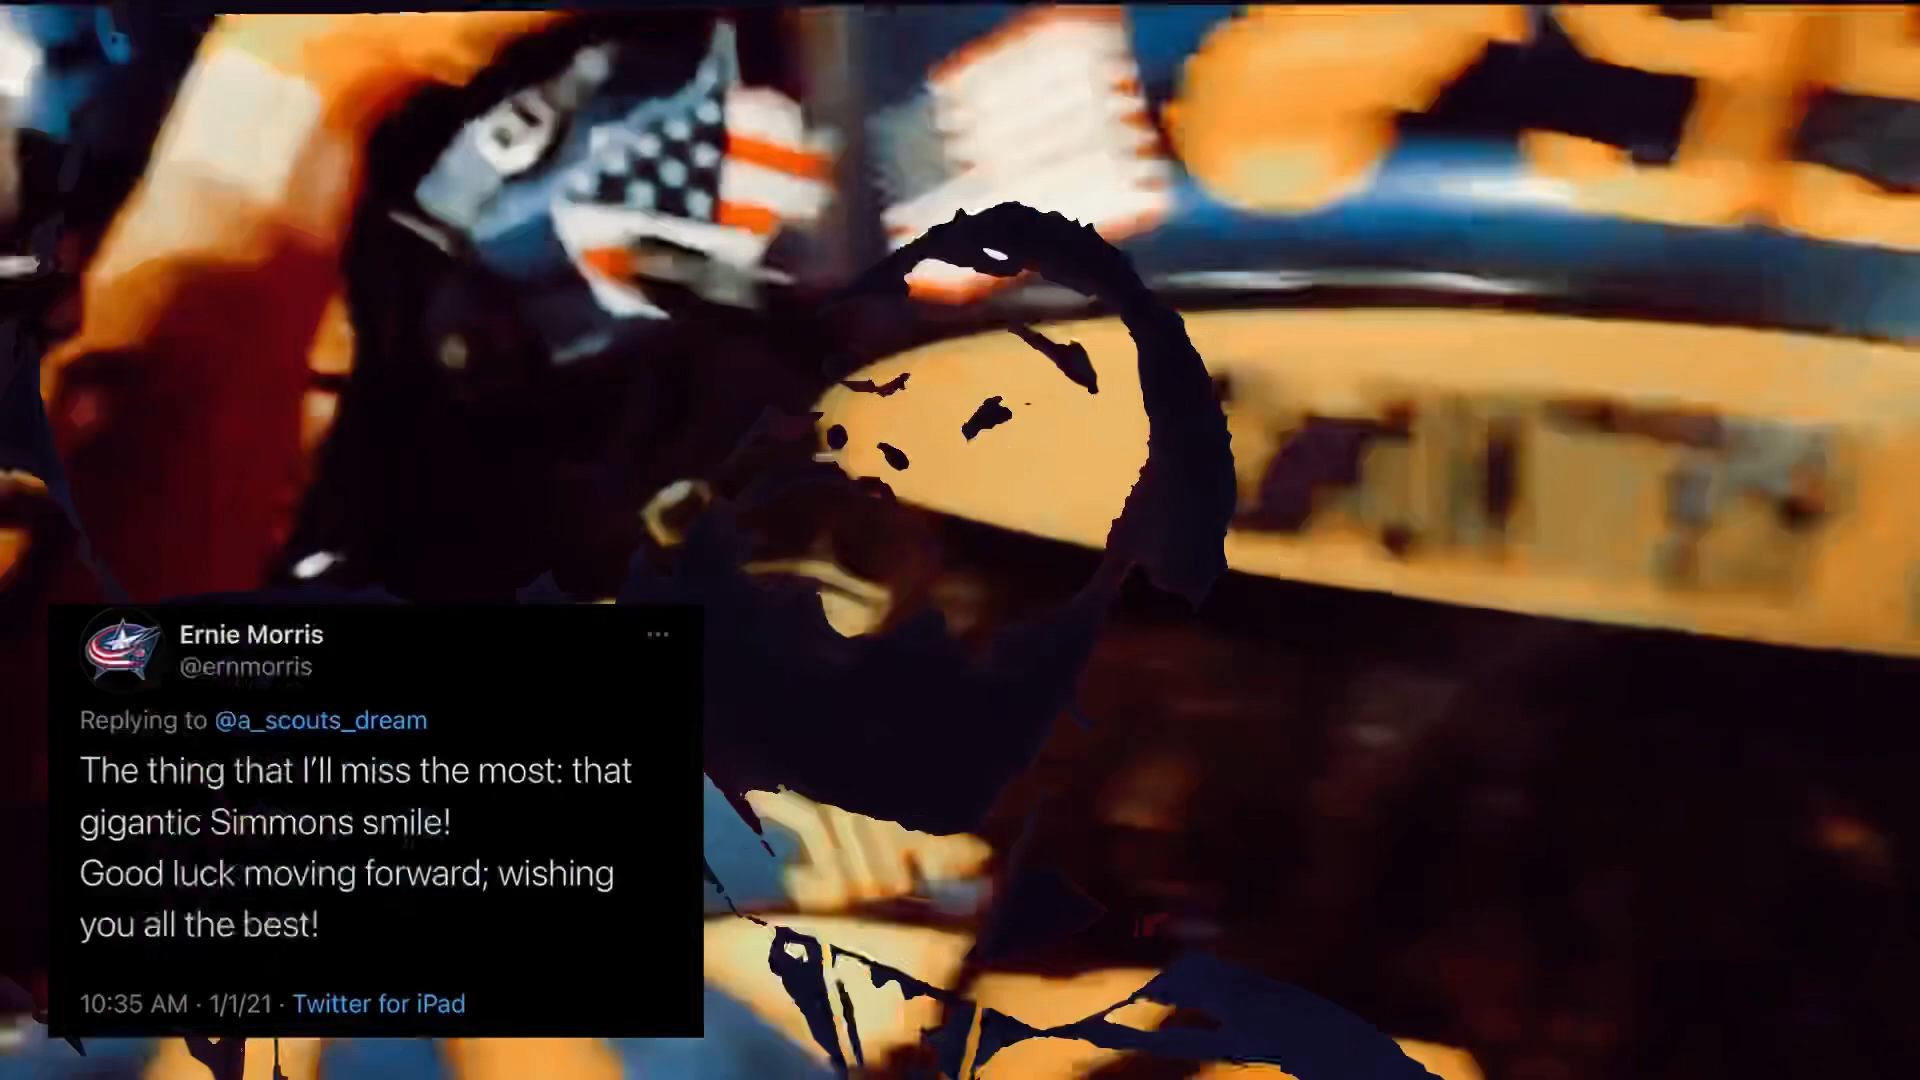 Ernie Morris
@ernmorris
Replying to @a_scouts_dream
The thing that I'll miss the most: that
gigantic Simmons smile!
Good luck moving forward; wishing
you all the best!
10:35 AM · 1/1/21 · Twitter for iPad